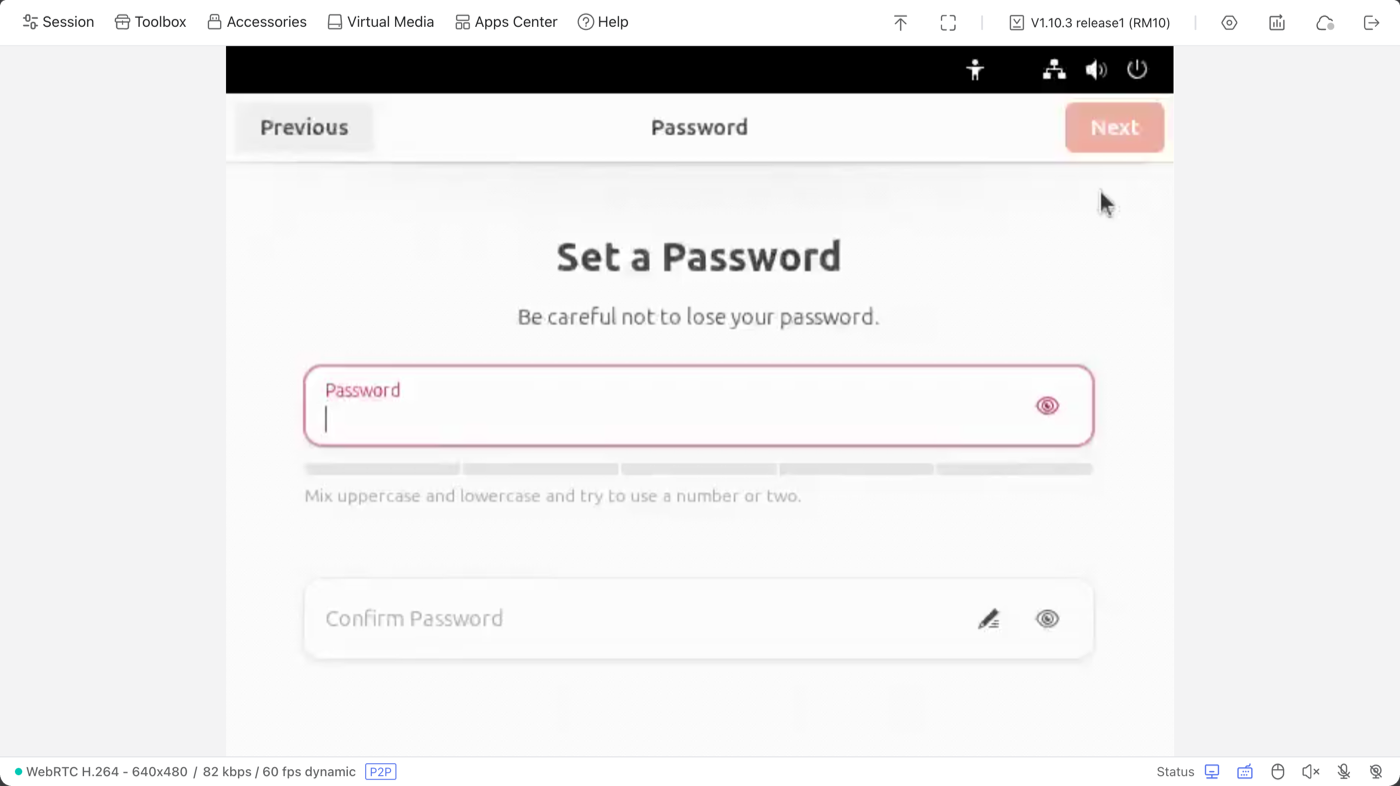 Session Toolbox Accessories Virtual Media Apps Center Help V1.10.3 release1 (RM10)
Previous Password Next
Set a Password
Be careful not to lose your password.
Password
Mix uppercase and lowercase and try to use a number or two.
Confirm Password
WebRTC H.264 - 640x480 / 82 kbps / 60 fps dynamic P2P Status